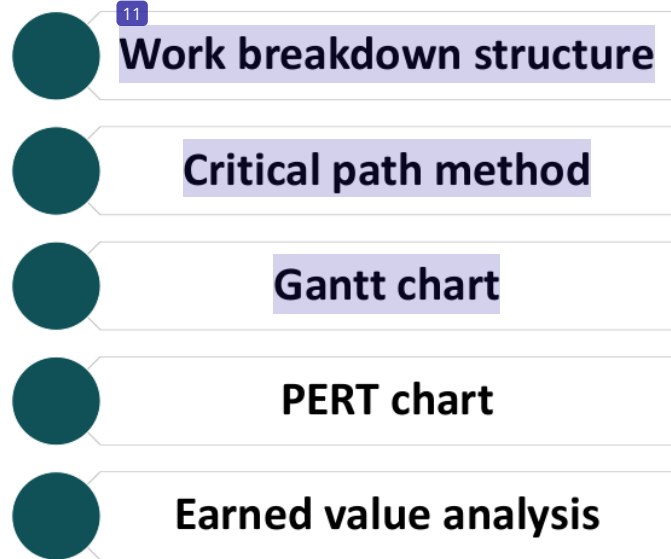 11
Work breakdown structure
Critical path method
Gantt chart
PERT chart
Earned value analysis